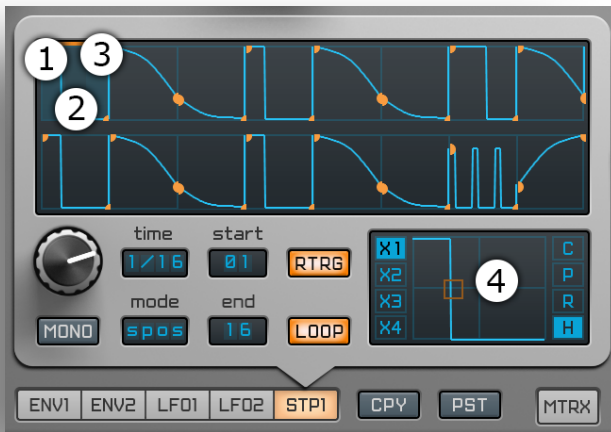 1 3
2
time start
1/16 01 RTRG
mode end
MONO spos 16 LOOP
X1 C
X2 P
4
X3 R
X4 H
ENV1 ENV2 LFO1 LFO2 STP1 CPY PST MTRX